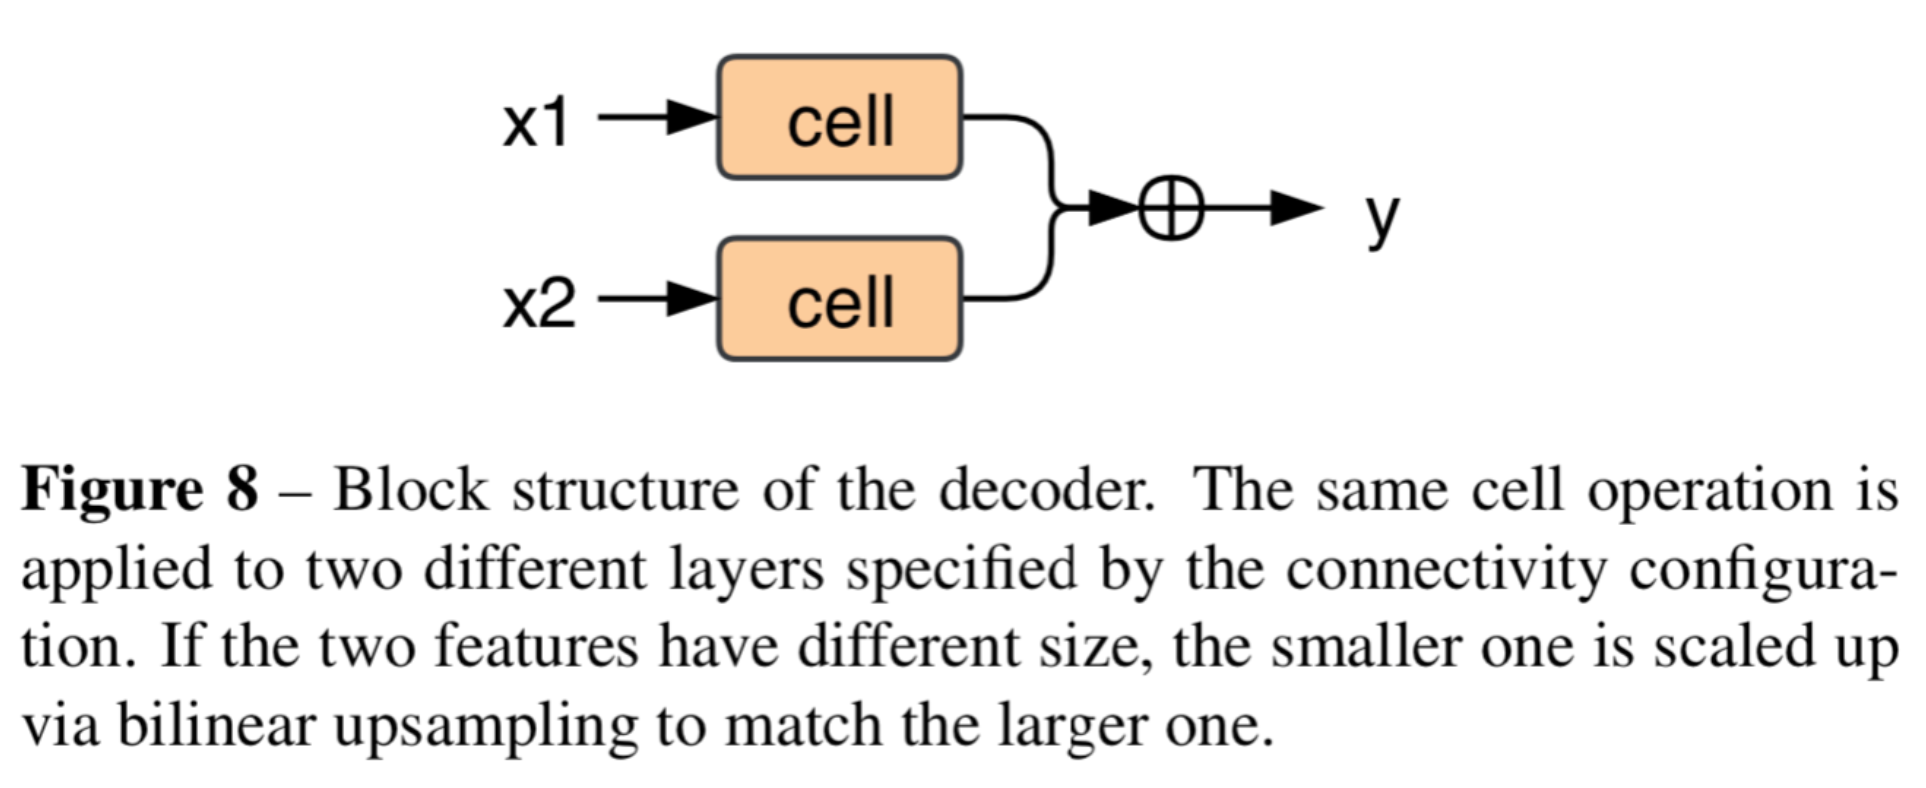 x1
cell
x2
cell
y
Figure 8 – Block structure of the decoder. The same cell operation is
applied to two different layers specified by the connectivity configura-
tion. If the two features have different size, the smaller one is scaled up
via bilinear upsampling to match the larger one.